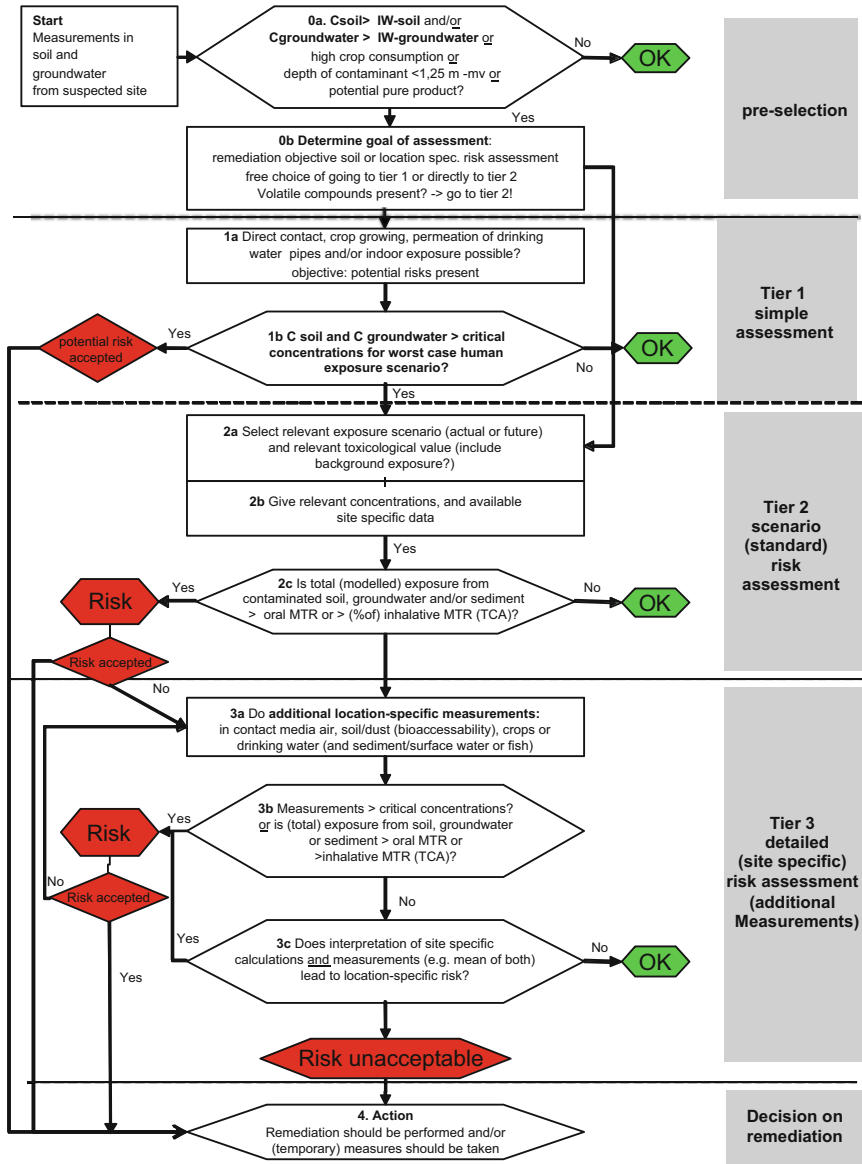 Start
Measurements in
soil and
groundwater
from suspected site
0a. Csoil> IW-soil and/or
Cgroundwater > IW-groundwater or
high crop consumption or
depth of contaminant <1,25 m -mv or
potential pure product?
No
OK
pre-selection
Yes
0b Determine goal of assessment:
remediation objective soil or location spec. risk assessment
free choice of going to tier 1 or directly to tier 2
Volatile compounds present? -> go to tier 2!
1a Direct contact, crop growing, permeation of drinking
water pipes and/or indoor exposure possible?
objective: potential risks present
Tier 1
simple
assessment
potential risk
accepted
Yes
1b C soil and C groundwater > critical
concentrations for worst case human
exposure scenario?
No
OK
Yes
2a Select relevant exposure scenario (actual or future)
and relevant toxicological value (include
background exposure?)
2b Give relevant concentrations, and available
site specific data
Tier 2
scenario
(standard)
risk
assessment
Yes
Risk
Yes
2c Is total (modelled) exposure from
contaminated soil, groundwater and/or sediment
> oral MTR or > (%of) inhalative MTR (TCA)?
No
OK
Risk accepted
No
3a Do additional location-specific measurements:
in contact media air, soil/dust (bioaccessability), crops or
drinking water (and sediment/surface water or fish)
Risk
Yes
3b Measurements > critical concentrations?
or is (total) exposure from soil, groundwater
or sediment > oral MTR or
>inhalative MTR (TCA)?
Tier 3
detailed
(site specific)
risk assessment
(additional
Measurements)
No
Risk accepted
No
Yes
Yes
3c Does interpretation of site specific
calculations and measurements (e.g. mean of both)
lead to location-specific risk?
No
OK
Risk unacceptable
4. Action
Remediation should be performed and/or
(temporary) measures should be taken
Decision on
remediation